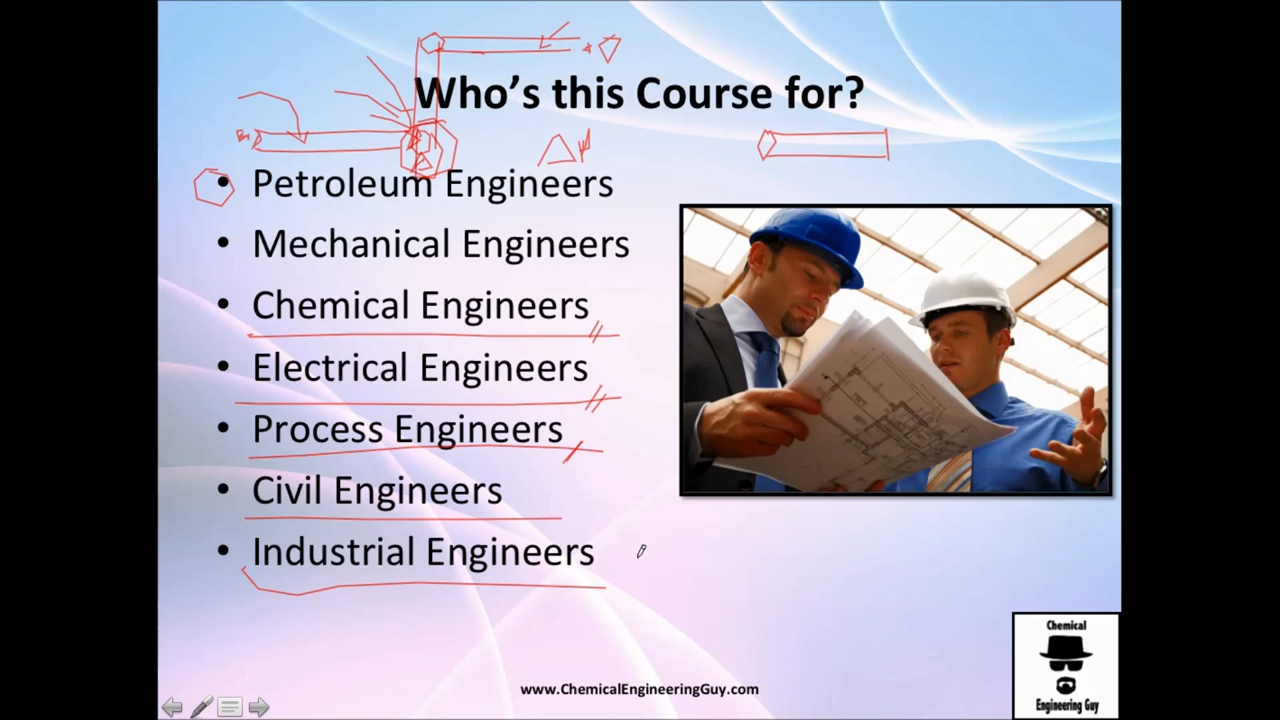 Who's this Course for?
• Petroleum Engineers
• Mechanical Engineers
• Chemical Engineers
• Electrical Engineers
• Process Engineers
• Civil Engineers
• Industrial Engineers
www.ChemicalEngineeringGuy.com
Chemical
Engineering Guy